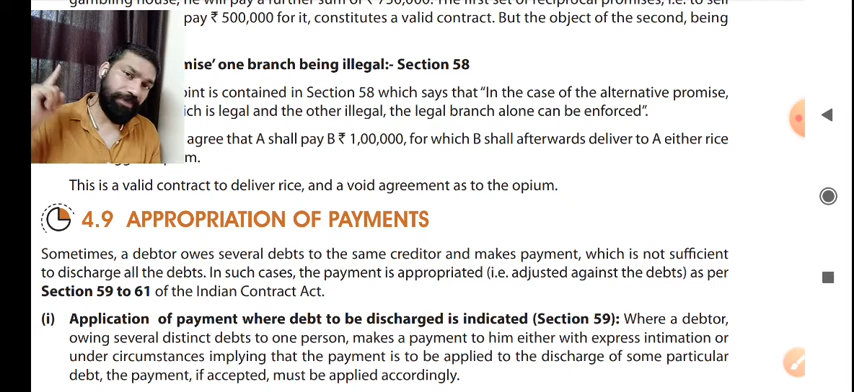 pay ₹ 500,000 for it, constitutes a valid contract. But the object of the second, being
mise’ one branch being illegal:- Section 58
int is contained in Section 58 which says that “In the case of the alternative promise,
ich is legal and the other illegal, the legal branch alone can be enforced”.
agree that A shall pay B ₹ 1,00,000, for which B shall afterwards deliver to A either rice
m.
This is a valid contract to deliver rice, and a void agreement as to the opium.
4.9 APPROPRIATION OF PAYMENTS
Sometimes, a debtor owes several debts to the same creditor and makes payment, which is not sufficient
to discharge all the debts. In such cases, the payment is appropriated (i.e. adjusted against the debts) as per
Section 59 to 61 of the Indian Contract Act.
(i) Application of payment where debt to be discharged is indicated (Section 59): Where a debtor,
owing several distinct debts to one person, makes a payment to him either with express intimation or
under circumstances implying that the payment is to be applied to the discharge of some particular
debt, the payment, if accepted, must be applied accordingly.